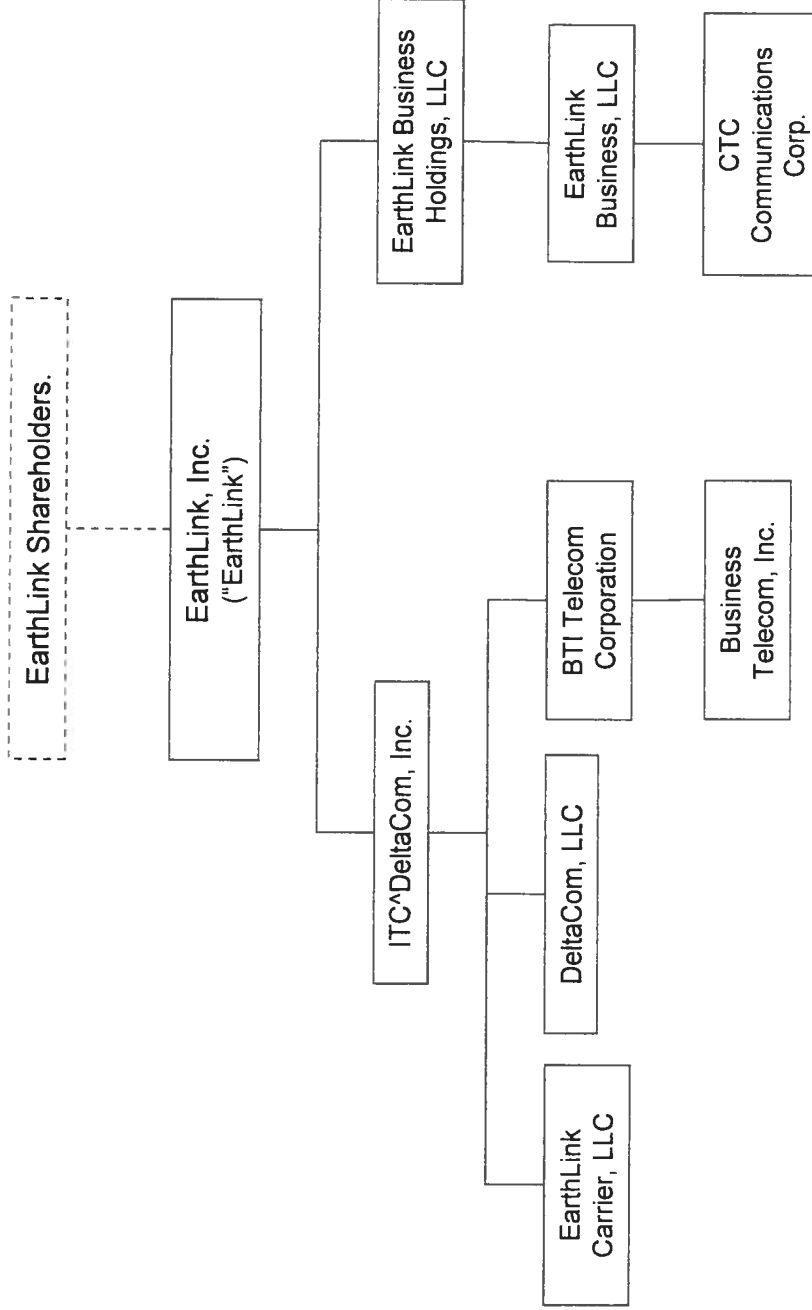 EarthLink Shareholders.
EarthLink, Inc.
("EarthLink")
ITC^DeltaCom, Inc.
EarthLink Business
Holdings, LLC
EarthLink
Carrier, LLC
DeltaCom, LLC
BTI Telecom
Corporation
EarthLink
Business, LLC
Business
Telecom, Inc.
CTC
Communications
Corp.